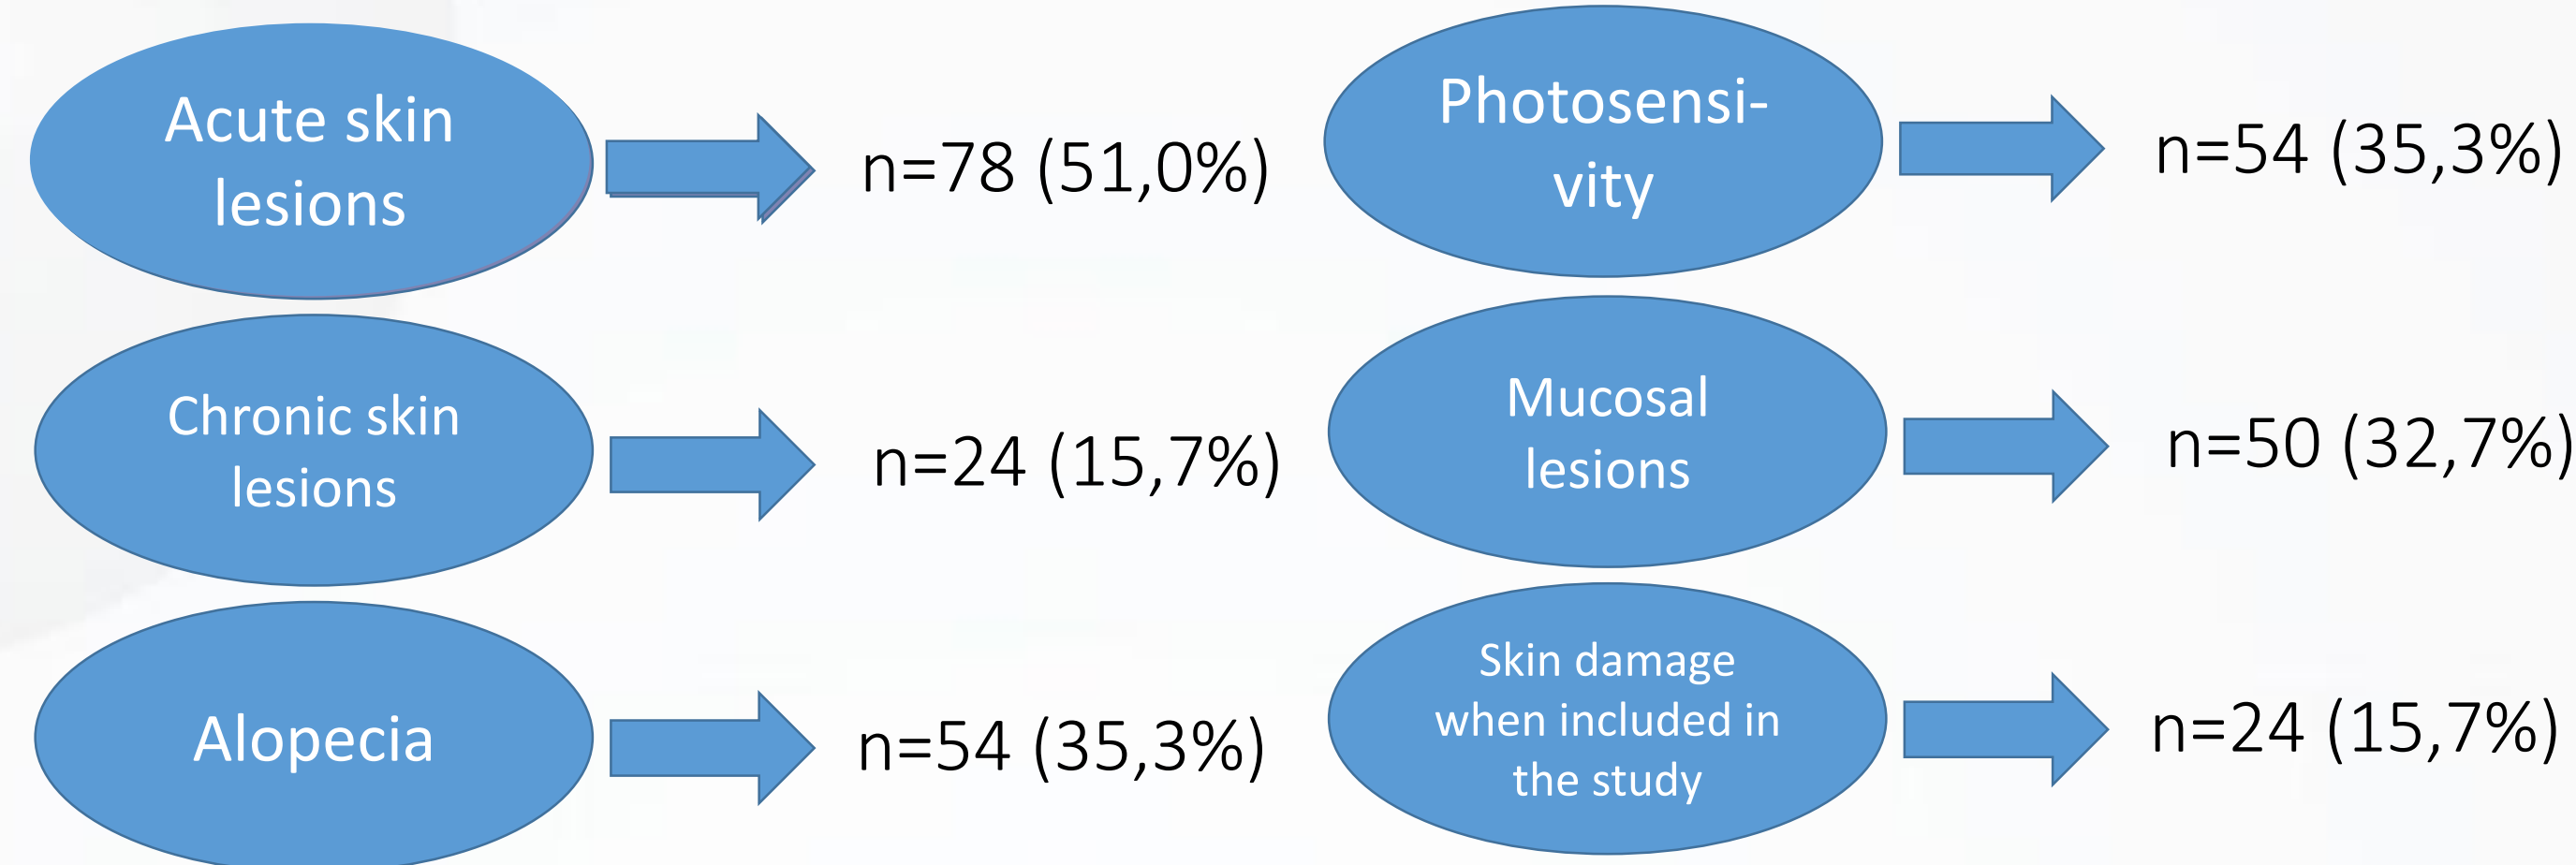 Acute skin
lesions
n=78 (51,0%)
Photosensi-
vity
n=54 (35,3%)
Chronic skin
lesions
n=24 (15,7%)
Mucosal
lesions
n=50 (32,7%)
Alopecia
n=54 (35,3%)
Skin damage
when included in
the study
n=24 (15,7%)